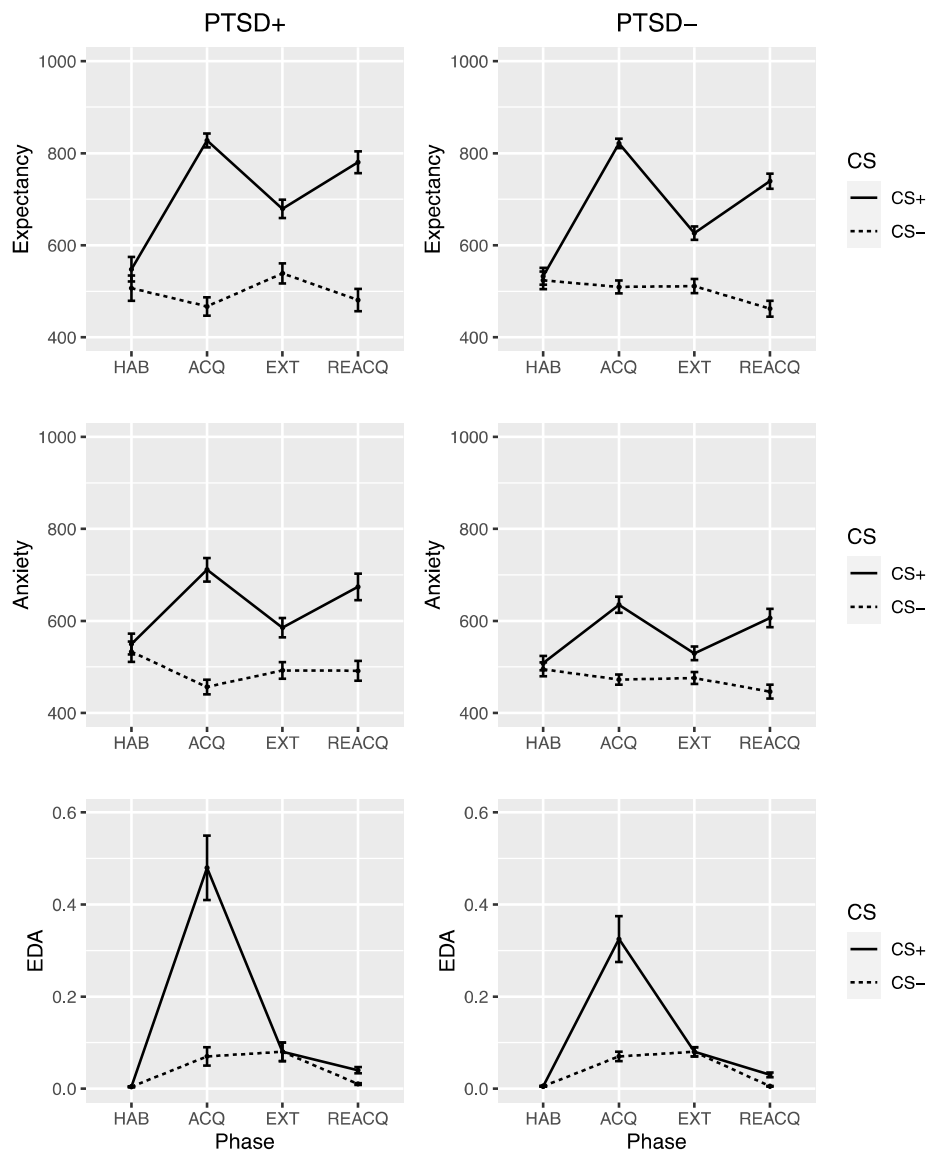 PTSD+
PTSD−
1000
800
600
400
Expectancy
HAB ACQ EXT REACQ
1000
800
600
400
Expectancy
HAB ACQ EXT REACQ
CS
CS+
CS−
1000
800
600
400
Anxiety
HAB ACQ EXT REACQ
1000
800
600
400
Anxiety
HAB ACQ EXT REACQ
CS
CS+
CS−
0.6
0.4
0.2
0.0
EDA
HAB ACQ EXT REACQ
Phase
0.6
0.4
0.2
0.0
EDA
HAB ACQ EXT REACQ
Phase
CS
CS+
CS−